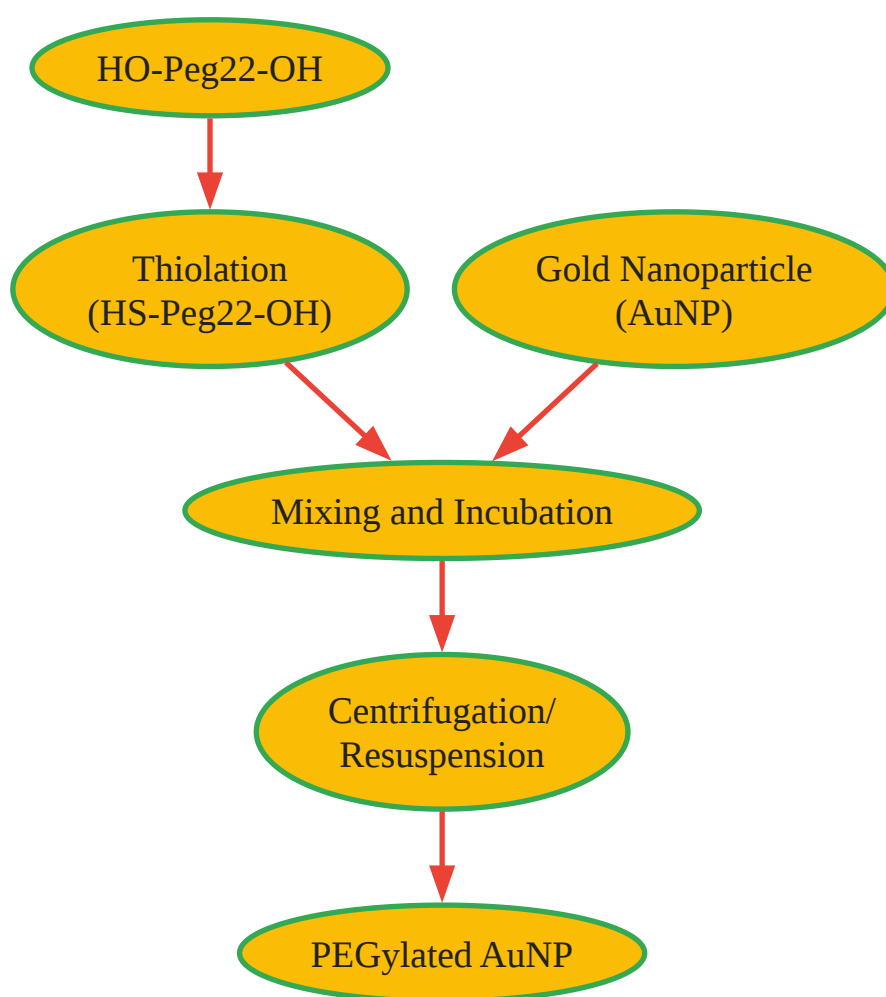 HO-Peg22-OH
Thiolation
(HS-Peg22-OH)
Gold Nanoparticle
(AuNP)
Mixing and Incubation
Centrifugation/
Resuspension
PEGylated AuNP